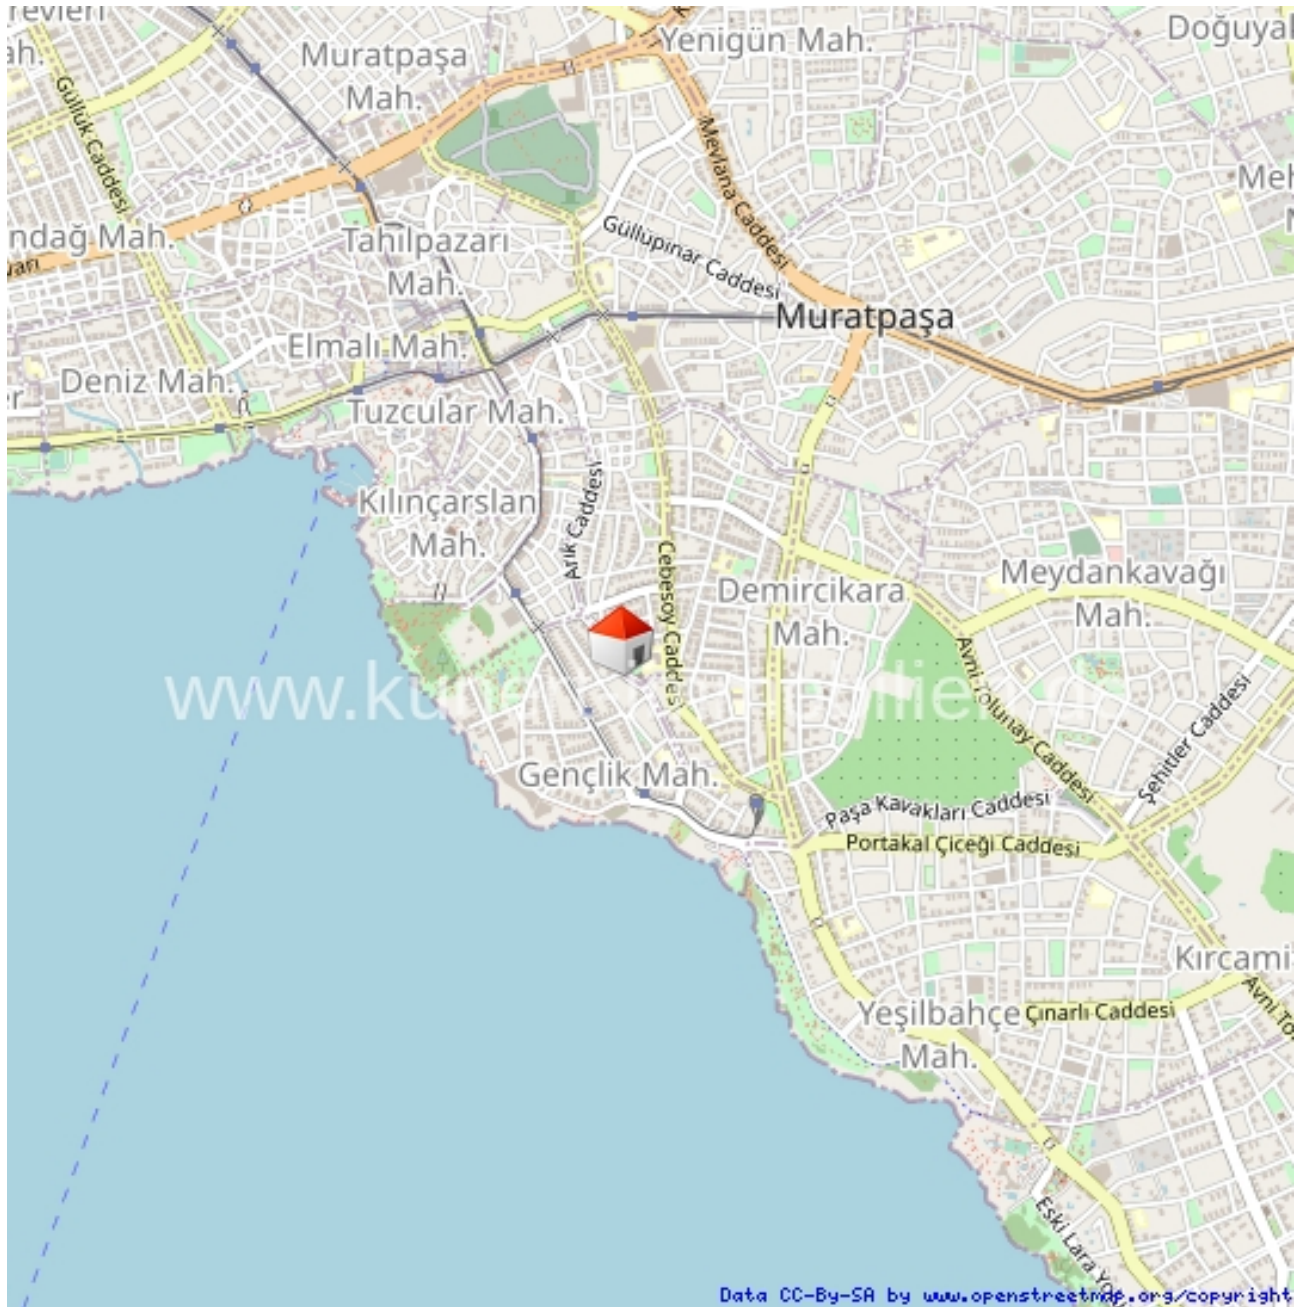 Muratpaşa
Mah.
Yenigün Mah.
Güllük Caddesi
Mevlana Caddesi
ndağ Mah.
Tahılpazarı
Mah.
Güllüpınar Caddesi
Muratpaşa
Elmalı Mah.
Deniz Mah.
Tuzcular Mah.
Kılınçarslan
Mah.
Arık Caddesi
Cebesoy Caddes
Demircikara
Mah.
Meydankavağı
Mah.
Avni Tolunay Caddesi
Şehitler Caddesi
Gençlik Mah.
Paşa Kavakları Caddesi
Portakal Çiçeği Caddesi
Kırcami
Yeşilbahçe
Mah.
Çınarlı Caddesi
Avni To
Eski Lara Yolu
Data CC-By-SA by www.openstreetmap.org/copyright